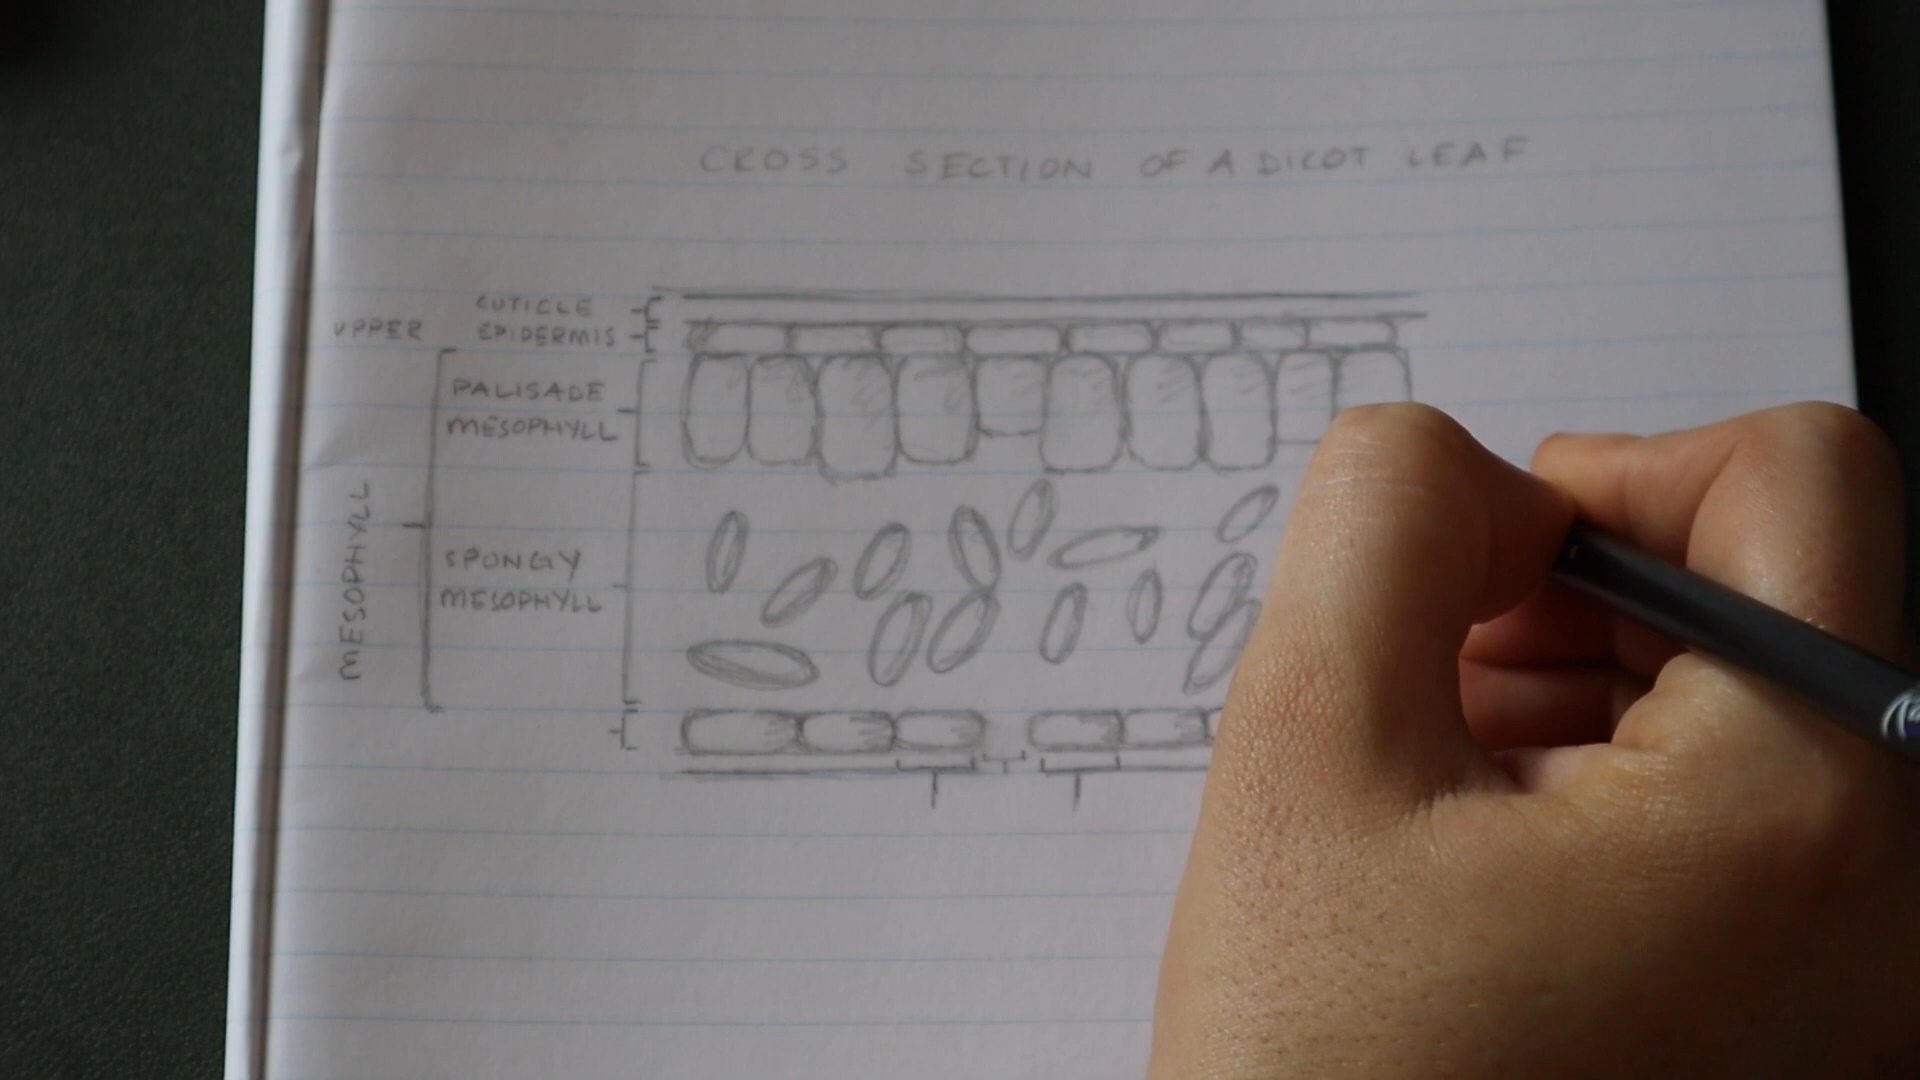 CROSS SECTION OF A DICOT LEAF
CUTICLE
UPPER EPIDERMIS
PALISADE
MESOPHYLL
MESOPHYLL
SPONGY
MESOPHYLL